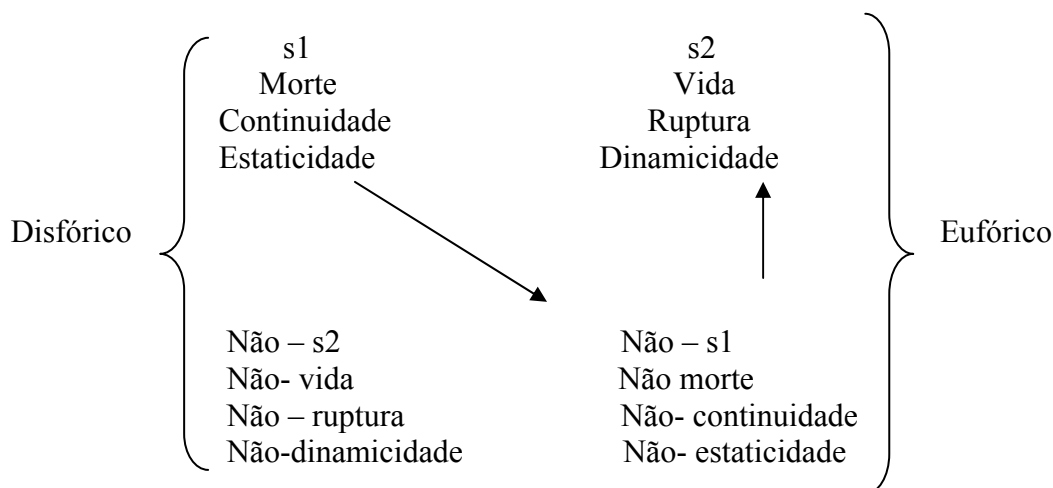 s1
Morte
Continuidade
Estaticidade
s2
Vida
Ruptura
Dinamicidade
Disfórico
Eufórico
Não – s2
Não- vida
Não – ruptura
Não-dinamicidade
Não – s1
Não morte
Não- continuidade
Não- estaticidade